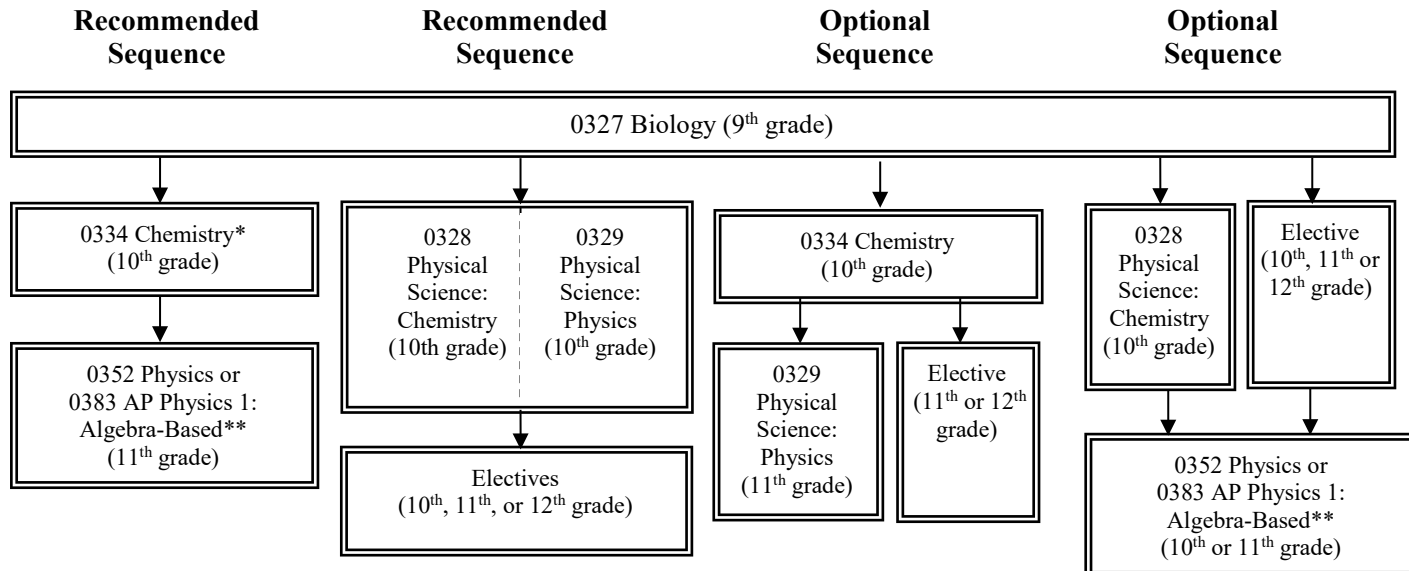 Recommended
Sequence
Recommended
Sequence
Optional
Sequence
Optional
Sequence
0327 Biology (9th grade)
0334 Chemistry*
(10th grade)
0352 Physics or
0383 AP Physics 1:
Algebra-Based**
(11th grade)
0328
Physical
Science:
Chemistry
(10th grade)
0329
Physical
Science:
Physics
(10th grade)
Electives
(10th, 11th, or 12th grade)
0334 Chemistry
(10th grade)
0329
Physical
Science:
Physics
(11th grade)
Elective
(11th or 12th
grade)
0328
Physical
Science:
Chemistry
(10th grade)
Elective
(10th, 11th or
12th grade)
0352 Physics or
0383 AP Physics 1:
Algebra-Based**
(10th or 11th grade)